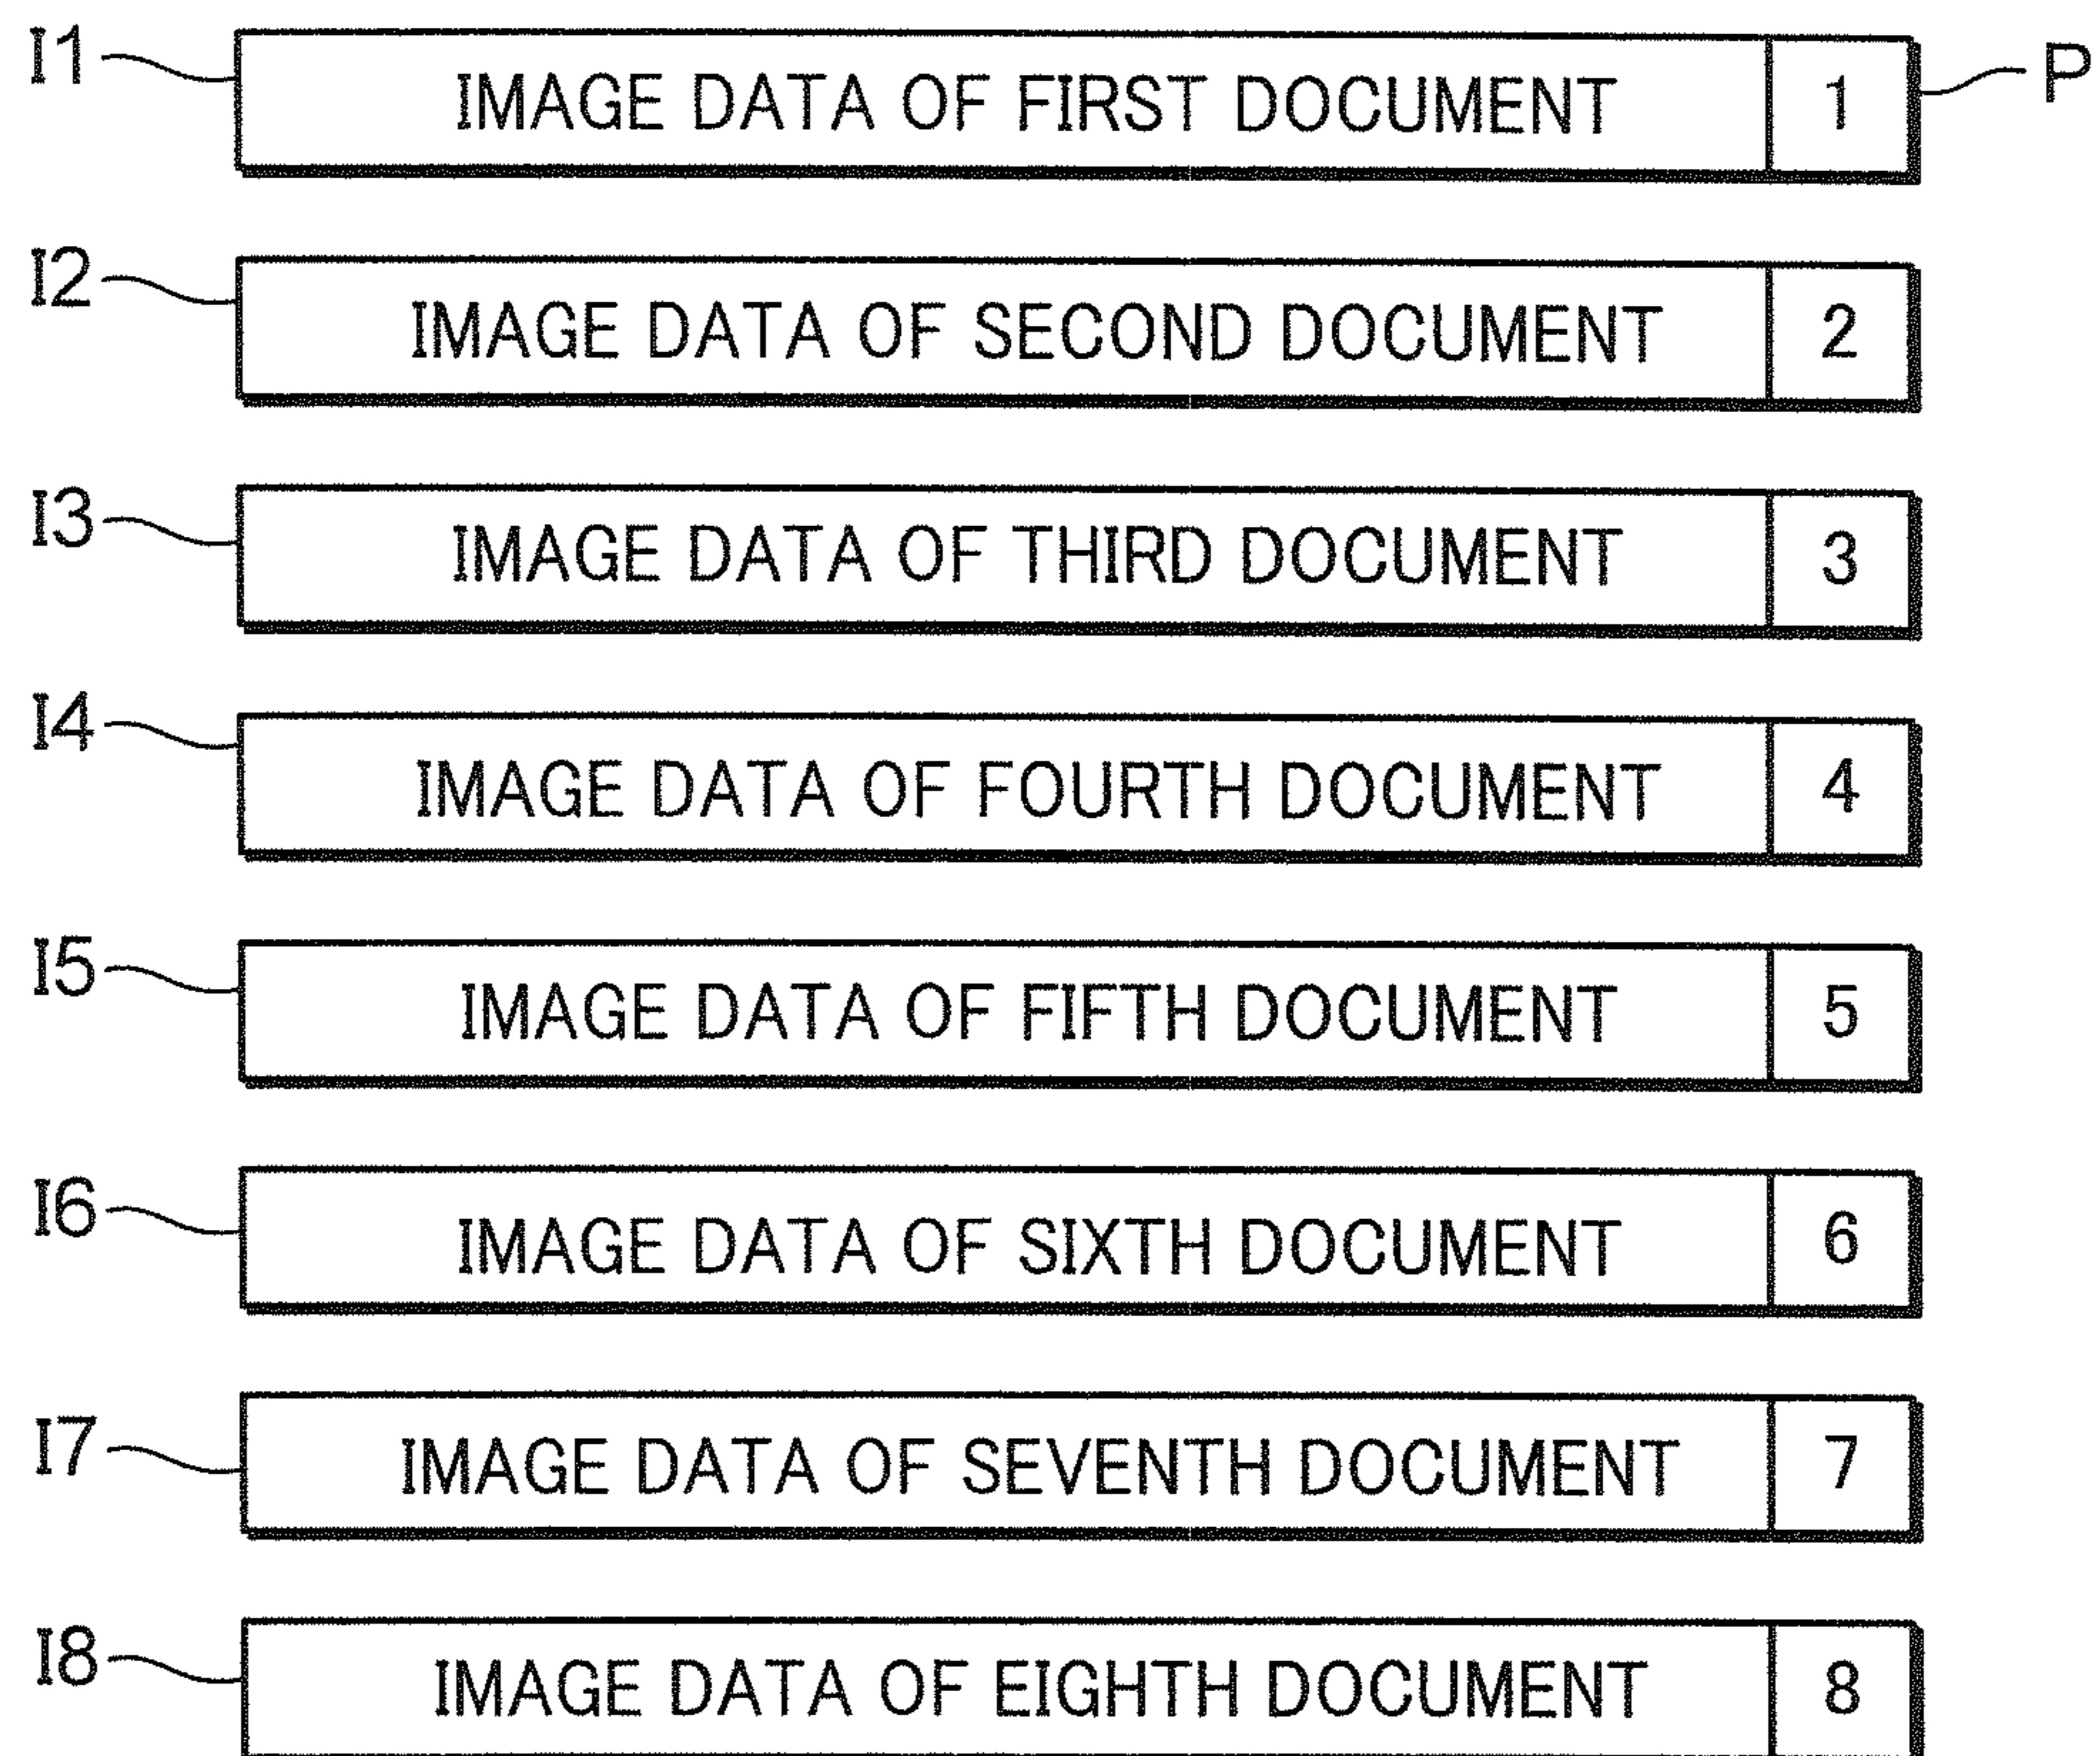 I1 IMAGE DATA OF FIRST DOCUMENT 1 P
I2 IMAGE DATA OF SECOND DOCUMENT 2
I3 IMAGE DATA OF THIRD DOCUMENT 3
I4 IMAGE DATA OF FOURTH DOCUMENT 4
I5 IMAGE DATA OF FIFTH DOCUMENT 5
I6 IMAGE DATA OF SIXTH DOCUMENT 6
I7 IMAGE DATA OF SEVENTH DOCUMENT 7
I8 IMAGE DATA OF EIGHTH DOCUMENT 8